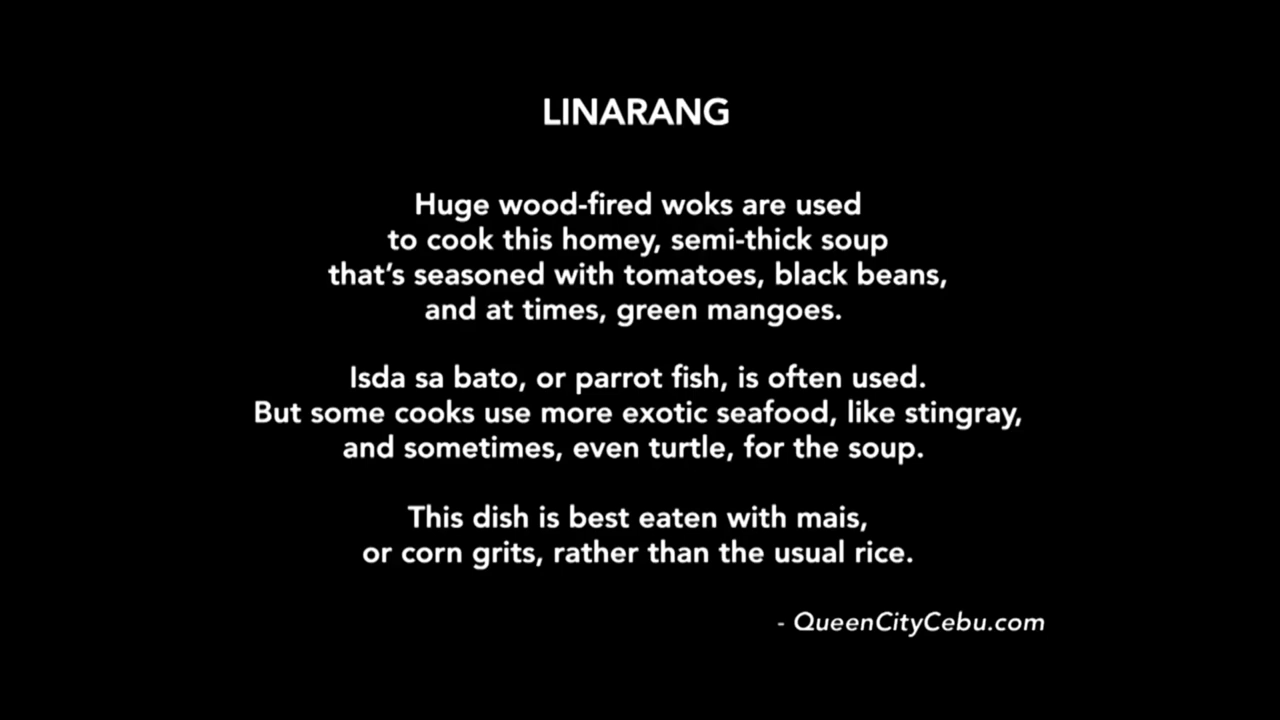 LINARANG
Huge wood-fired woks are used
to cook this homey, semi-thick soup
that's seasoned with tomatoes, black beans,
and at times, green mangoes.
Isda sa bato, or parrot fish, is often used.
But some cooks use more exotic seafood, like stingray,
and sometimes, even turtle, for the soup.
This dish is best eaten with mais,
or corn grits, rather than the usual rice.
- QueenCityCebu.com